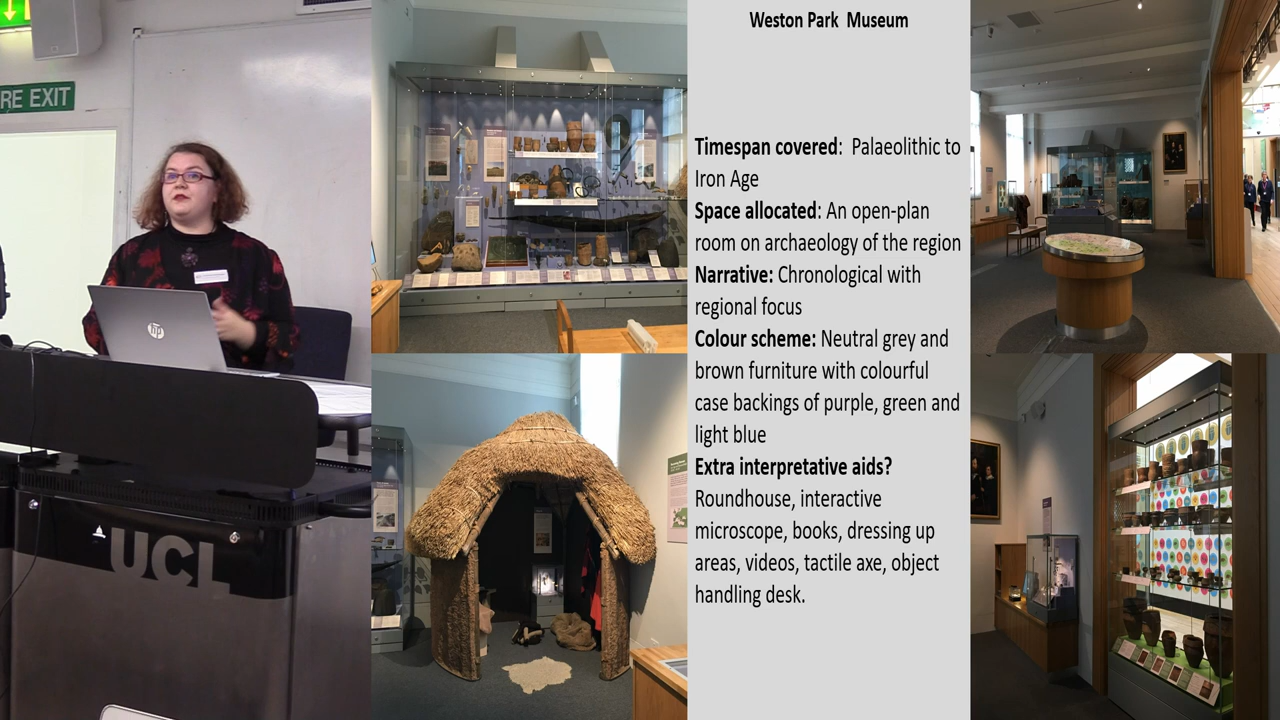 RE EXIT
hp
UCL
Weston Park Museum
Timespan covered: Palaeolithic to
Iron Age
Space allocated: An open-plan
room on archaeology of the region
Narrative: Chronological with
regional focus
Colour scheme: Neutral grey and
brown furniture with colourful
case backings of purple, green and
light blue
Extra interpretative aids?
Roundhouse, interactive
microscope, books, dressing up
areas, videos, tactile axe, object
handling desk.